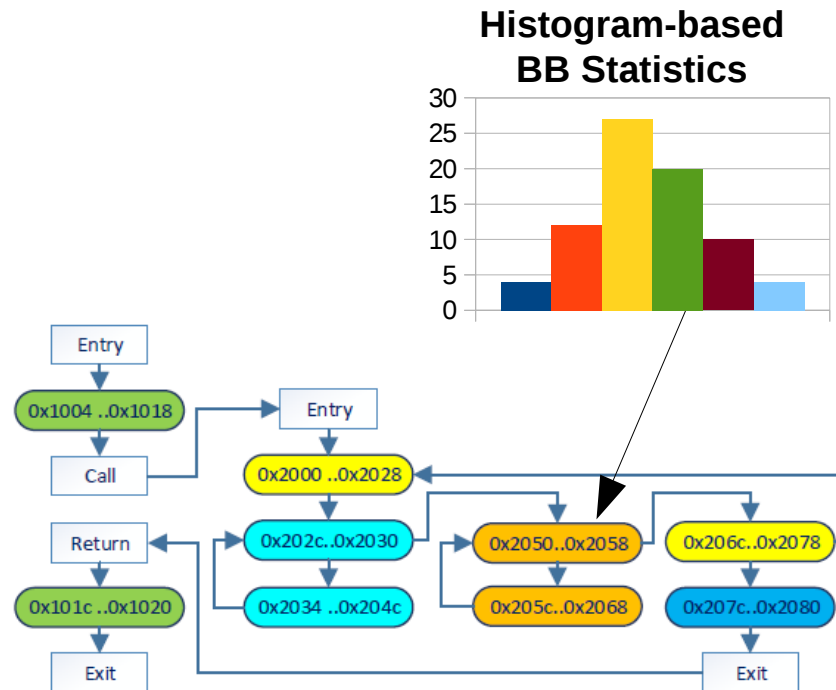 Histogram-based
BB Statistics
30
25
20
15
10
5
0
Entry
0x1004 ..0x1018
Entry
Call
0x2000 ..0x2028
Return
0x202c..0x2030
0x2050..0x2058
0x206c..0x2078
0x101c ..0x1020
0x2034 ..0x204c
0x205c..0x2068
0x207c..0x2080
Exit
Exit